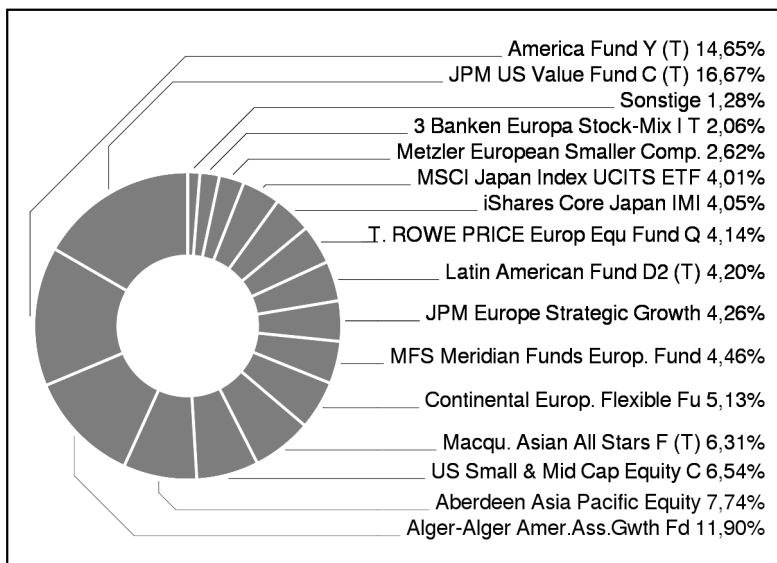 America Fund Y (T) 14,65%
JPM US Value Fund C (T) 16,67%
Sonstige 1,28%
3 Banken Europa Stock-Mix I T 2,06%
Metzler European Smaller Comp. 2,62%
MSCI Japan Index UCITS ETF 4,01%
iShares Core Japan IMI 4,05%
T. ROWE PRICE Europ Equ Fund Q 4,14%
Latin American Fund D2 (T) 4,20%
JPM Europe Strategic Growth 4,26%
MFS Meridian Funds Europ. Fund 4,46%
Continental Europ. Flexible Fu 5,13%
Macqu. Asian All Stars F (T) 6,31%
US Small & Mid Cap Equity C 6,54%
Aberdeen Asia Pacific Equity 7,74%
Alger-Alger Amer.Ass.Gwth Fd 11,90%